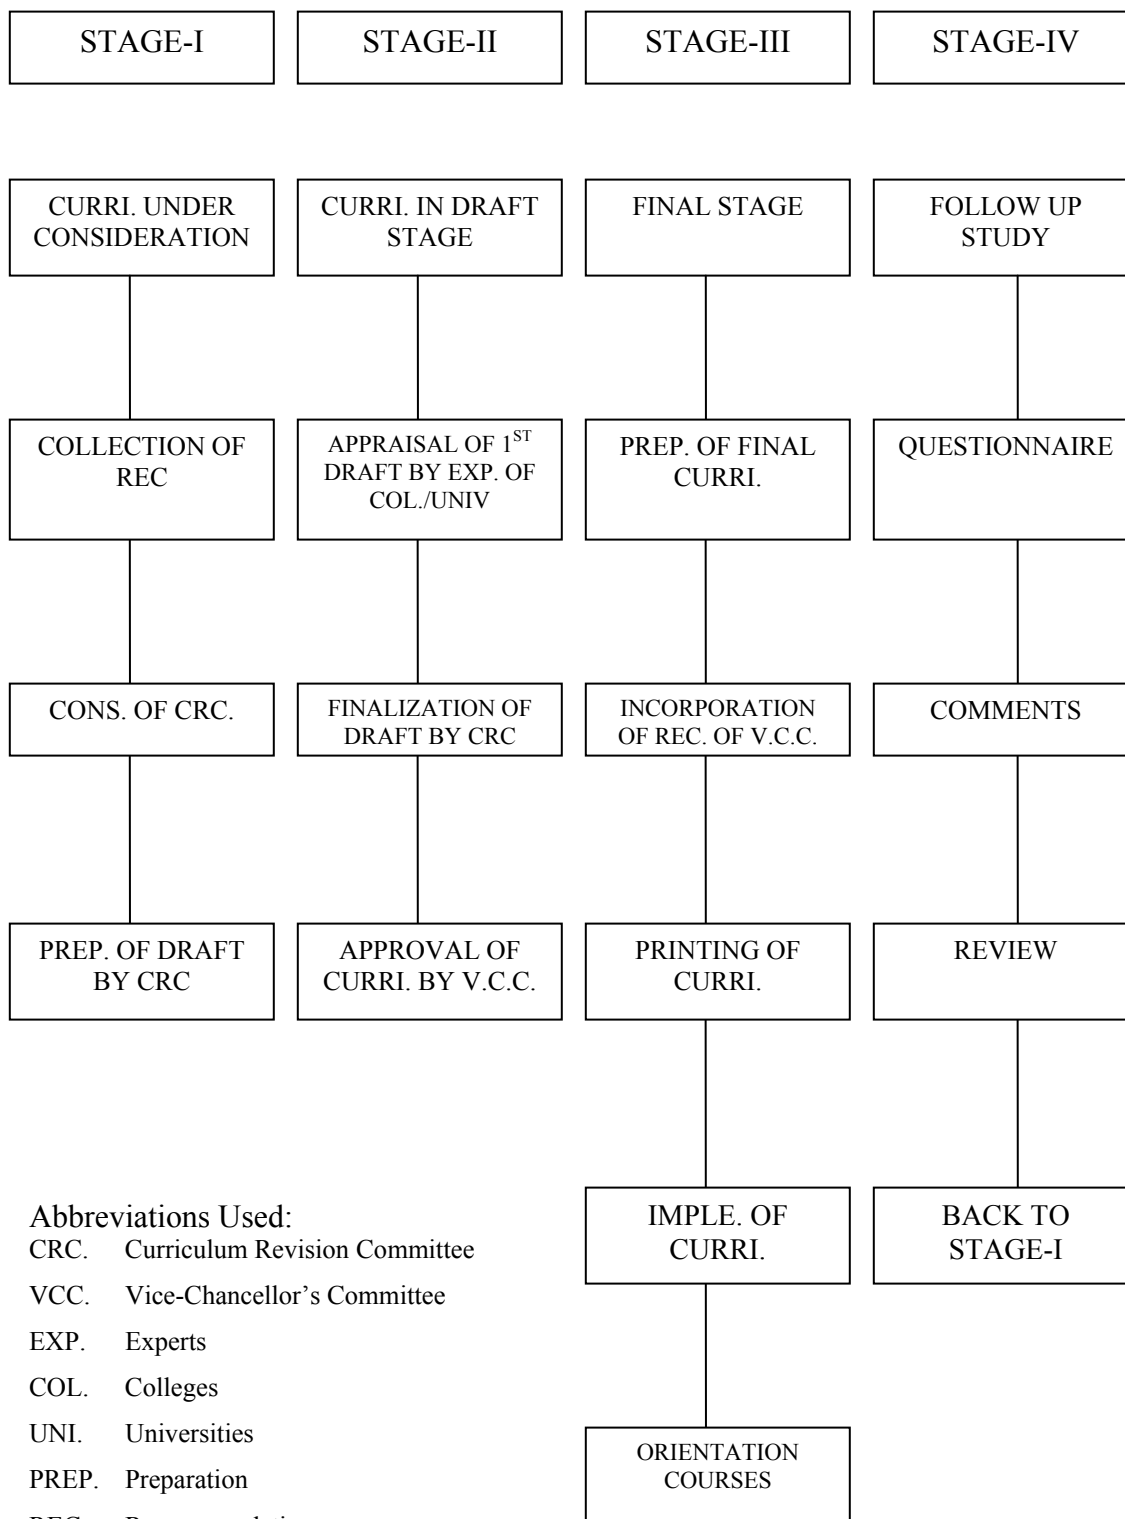 STAGE-I
STAGE-II
STAGE-III
STAGE-IV
CURRI. UNDER
CONSIDERATION
CURRI. IN DRAFT
STAGE
FINAL STAGE
FOLLOW UP
STUDY
COLLECTION OF
REC
APPRAISAL OF 1ST
DRAFT BY EXP. OF
COL./UNIV
PREP. OF FINAL
CURRI.
QUESTIONNAIRE
CONS. OF CRC.
FINALIZATION OF
DRAFT BY CRC
INCORPORATION
OF REC. OF V.C.C.
COMMENTS
PREP. OF DRAFT
BY CRC
APPROVAL OF
CURRI. BY V.C.C.
PRINTING OF
CURRI.
REVIEW
IMPLE. OF
CURRI.
BACK TO
STAGE-I
Abbreviations Used:
CRC. Curriculum Revision Committee
VCC. Vice-Chancellor’s Committee
EXP. Experts
COL. Colleges
UNI. Universities
PREP. Preparation
ORIENTATION
COURSES